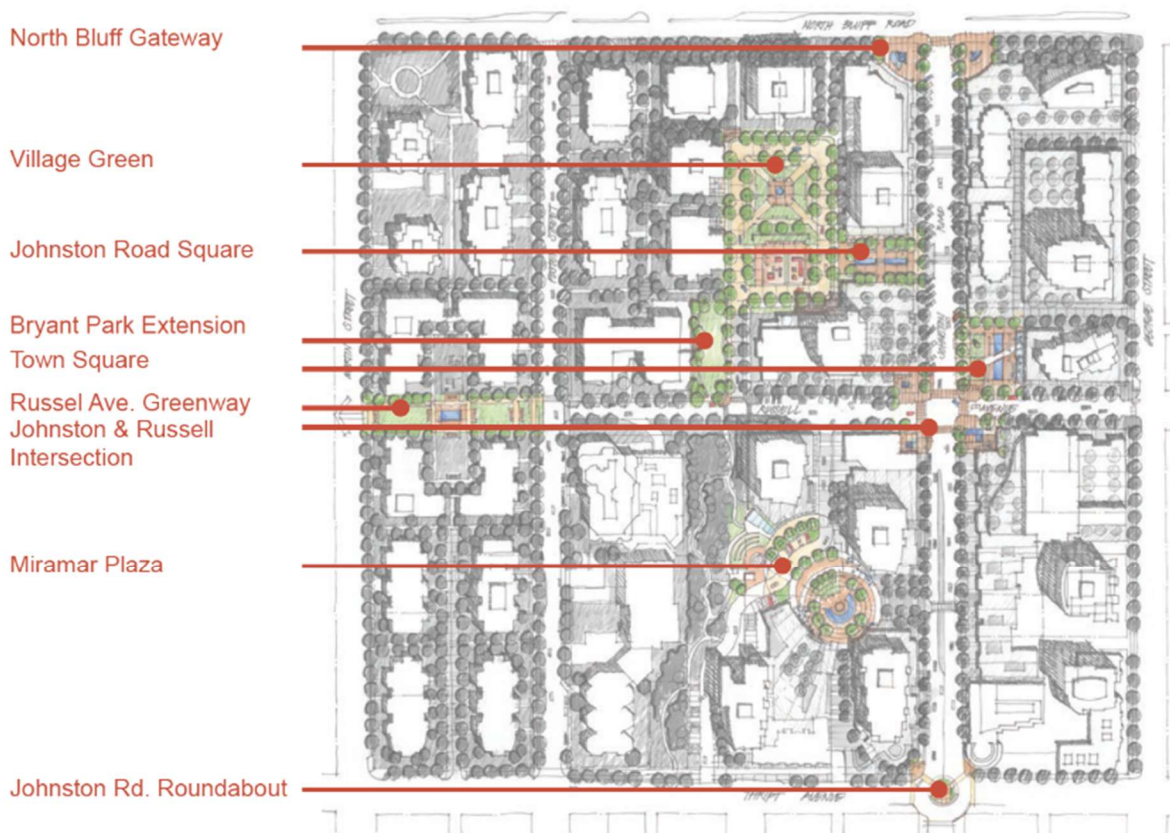 NORTH BLUFF ROAD
North Bluff Gateway
Village Green
Johnston Road Square
Bryant Park Extension
Town Square
Russel Ave. Greenway
Johnston & Russell
Intersection
RUSSELL
AVENUE
Miramar Plaza
Johnston Rd. Roundabout
THRIFT AVENUE